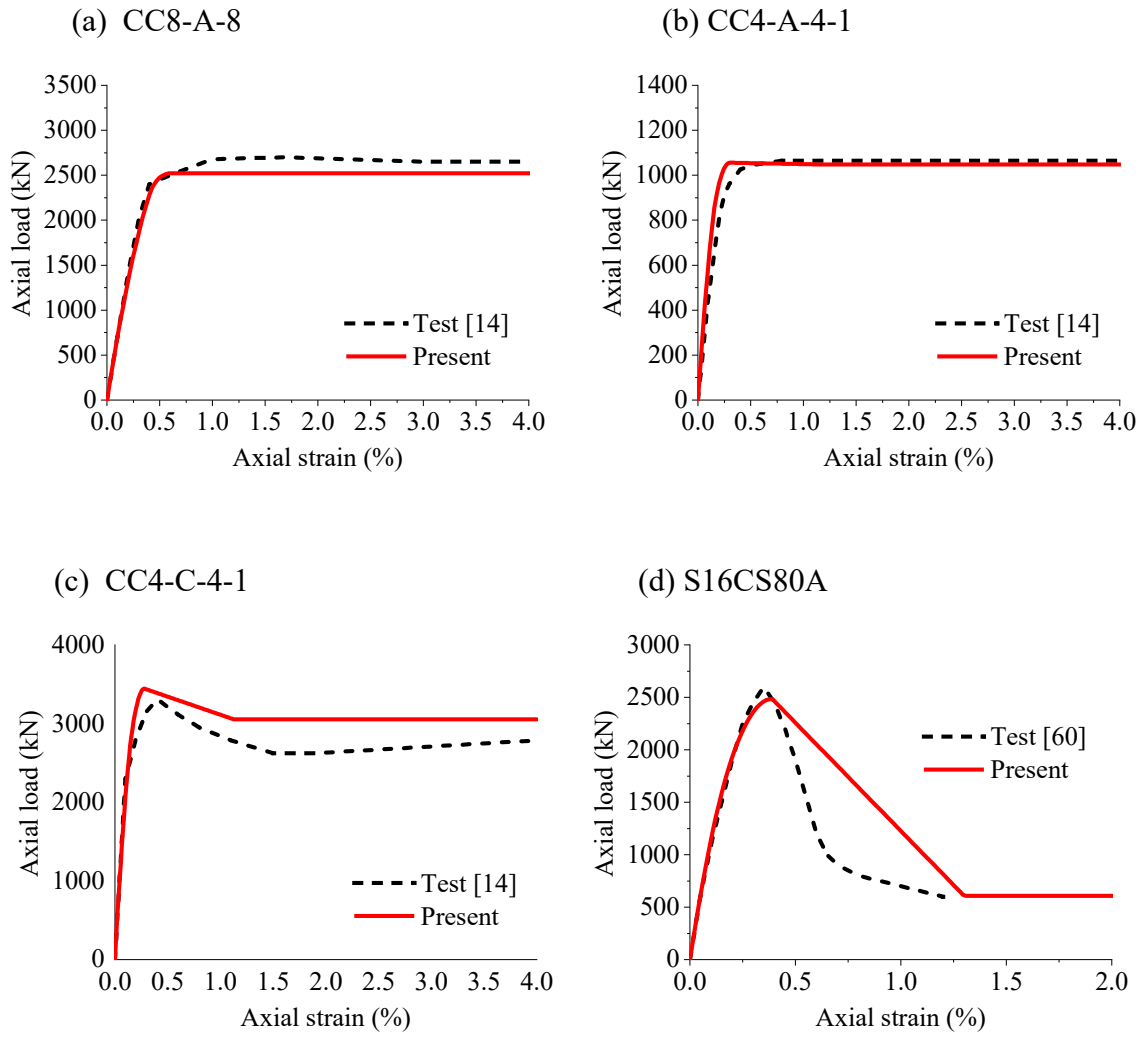 (a) CC8-A-8
3500
3000
2500
2000
1500
1000
500
0
Axial load (kN)
Test [14]
Present
0.0 0.5 1.0 1.5 2.0 2.5 3.0 3.5 4.0
Axial strain (%)
(b) CC4-A-4-1
1400
1200
1000
800
600
400
200
0
Axial load (kN)
Test [14]
Present
0.0 0.5 1.0 1.5 2.0 2.5 3.0 3.5 4.0
Axial strain (%)
(c) CC4-C-4-1
4000
3000
2000
1000
0
Axial load (kN)
Test [14]
Present
0.0 0.5 1.0 1.5 2.0 2.5 3.0 3.5 4.0
Axial strain (%)
(d) S16CS80A
3000
2500
2000
1500
1000
500
0
Axial load (kN)
Test [60]
Present
0.0 0.5 1.0 1.5 2.0
Axial strain (%)